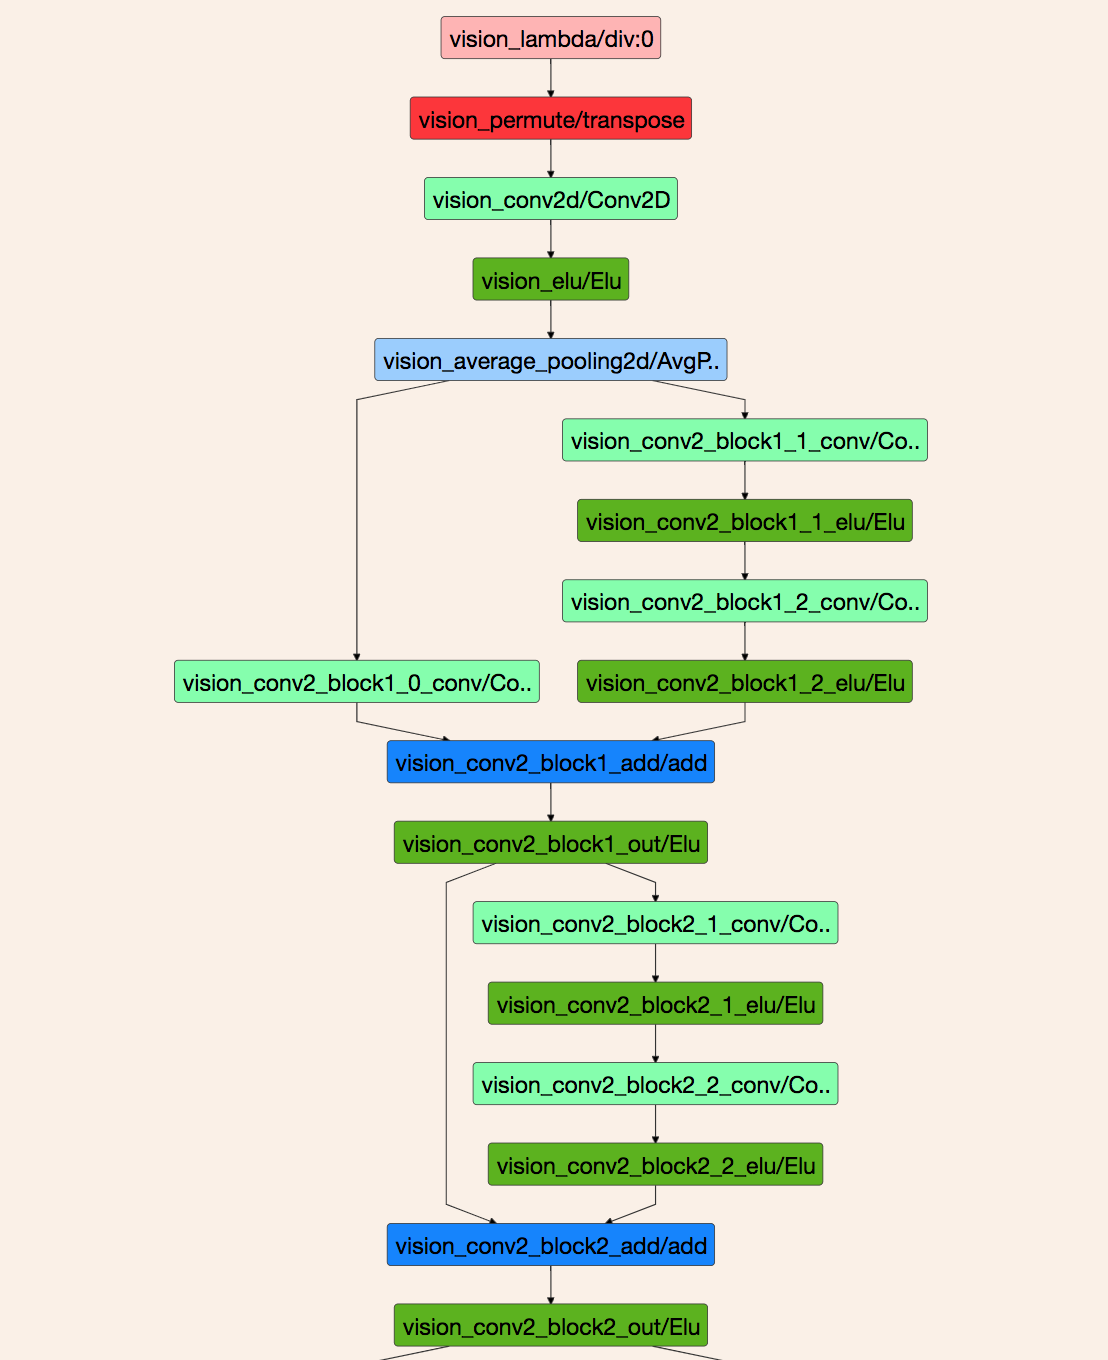 vision_lambda/div:0
vision_permute/transpose
vision_conv2d/Conv2D
vision_elu/Elu
vision_average_pooling2d/AvgP..
vision_conv2_block1_1_conv/Co..
vision_conv2_block1_1_elu/Elu
vision_conv2_block1_2_conv/Co..
vision_conv2_block1_0_conv/Co..
vision_conv2_block1_2_elu/Elu
vision_conv2_block1_add/add
vision_conv2_block1_out/Elu
vision_conv2_block2_1_conv/Co..
vision_conv2_block2_1_elu/Elu
vision_conv2_block2_2_conv/Co..
vision_conv2_block2_2_elu/Elu
vision_conv2_block2_add/add
vision_conv2_block2_out/Elu